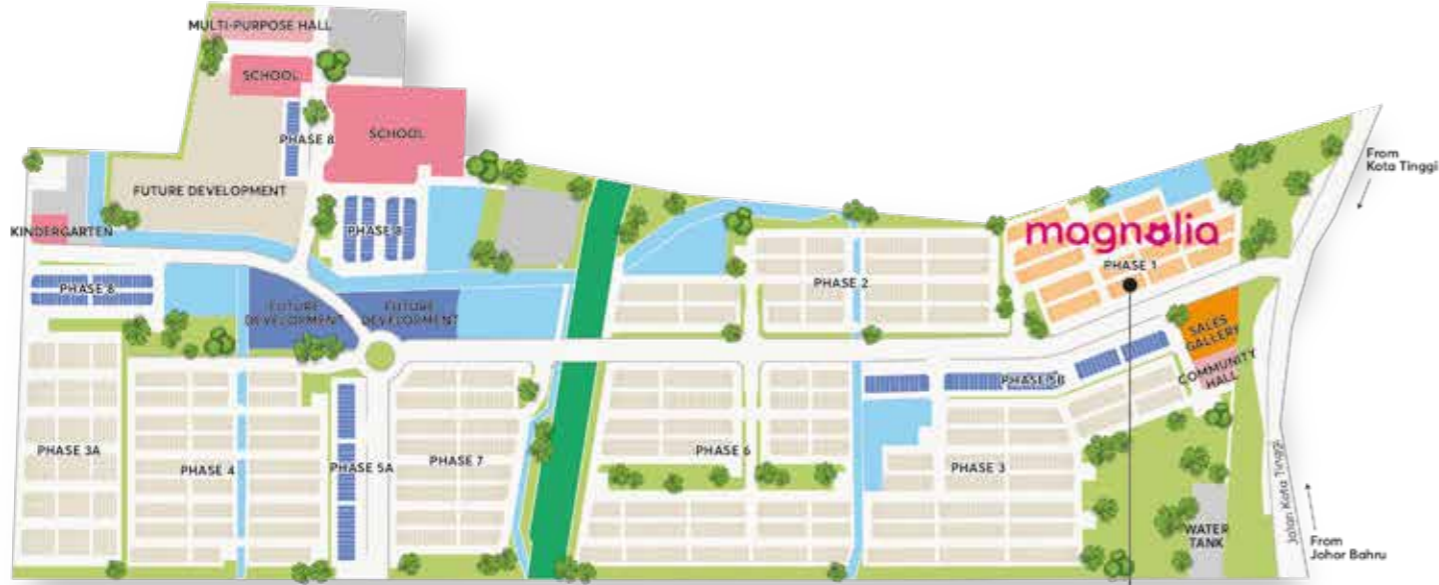 MULTI-PURPOSE HALL
SCHOOL
PHASE 8
SCHOOL
From
Kota Tinggi
FUTURE DEVELOPMENT
KINDERGARTEN
PHASE 8
magnolia
PHASE 1
PHASE 2
PHASE 8
FUTURE
DEVELOPMENT
FUTURE
DEVELOPMENT
SALES
GALLERY
COMMUNITY
HALL
PHASE 5B
PHASE 3A
PHASE 4
PHASE 5A
PHASE 7
PHASE 6
PHASE 3
Jalan Kota Tinggi
WATER
TANK
From
Johor Bahru